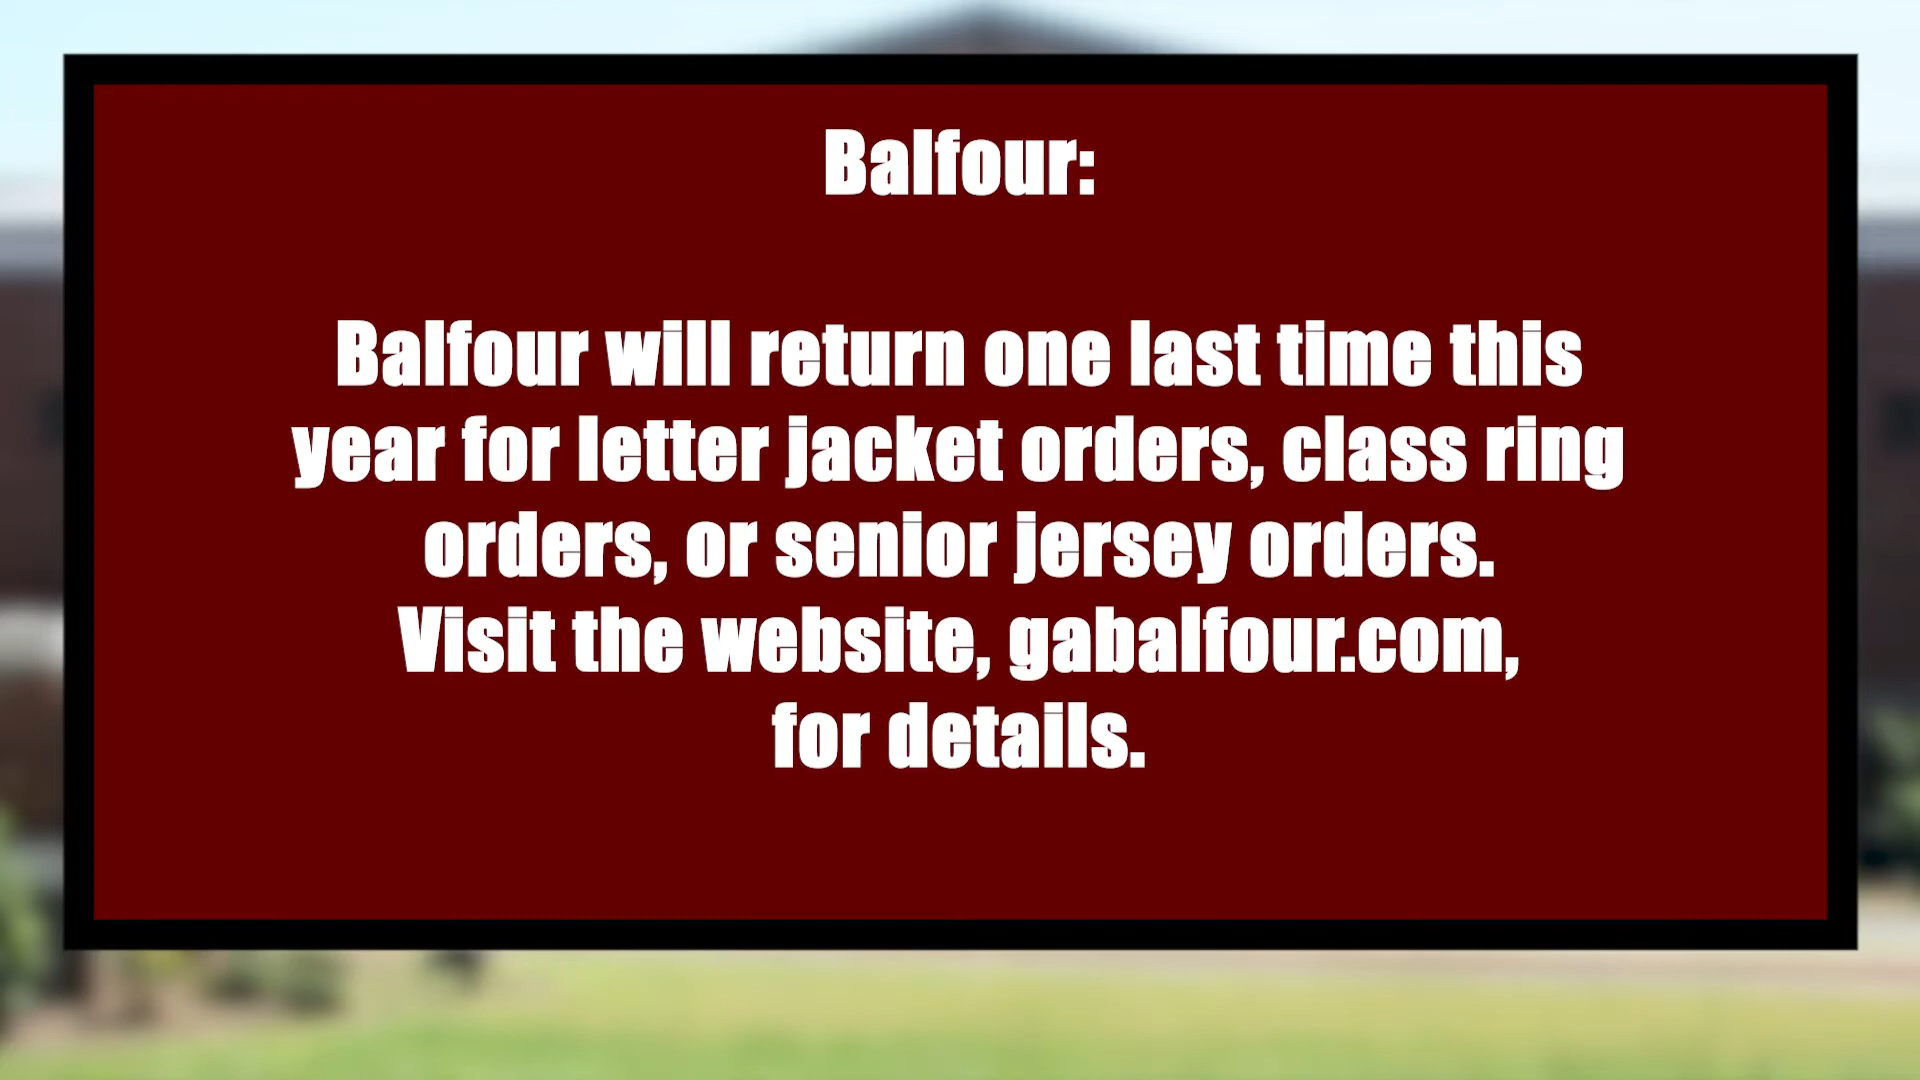 Balfour:
Balfour will return one last time this
year for letter jacket orders, class ring
orders, or senior jersey orders.
Visit the website, gabalfour.com,
for details.